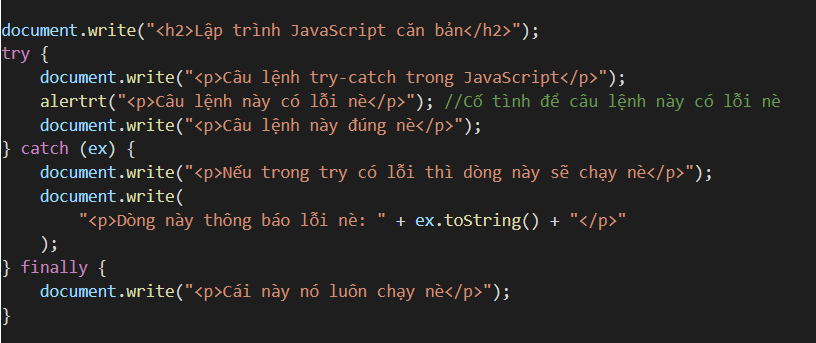 document.write("<h2>Lập trình JavaScript căn bản</h2>");
try {
    document.write("<p>Câu lệnh try-catch trong JavaScript</p>");
    alertrt("<p>Câu lệnh này có lỗi nè</p>"); //Cố tình để câu lệnh này có lỗi nè
    document.write("<p>Câu lệnh này đúng nè</p>");
} catch (ex) {
    document.write("<p>Nếu trong try có lỗi thì dòng này sẽ chạy nè</p>");
    document.write(
        "<p>Dòng này thông báo lỗi nè: " + ex.toString() + "</p>"
    );
} finally {
    document.write("<p>Cái này nó luôn chạy nè</p>");
}